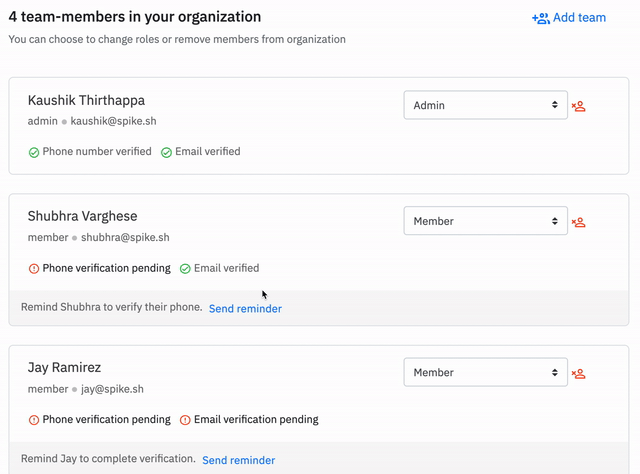 4 team-members in your organization
Add team
You can choose to change roles or remove members from organization
Kaushik Thirthappa
Admin
admin kaushik@spike.sh
Phone number verified Email verified
Shubhra Varghese
Member
member shubhra@spike.sh
Phone verification pending Email verified
Remind Shubhra to verify their phone. Send reminder
Jay Ramirez
Member
member jay@spike.sh
Phone verification pending Email verification pending
Remind Jay to complete verification. Send reminder